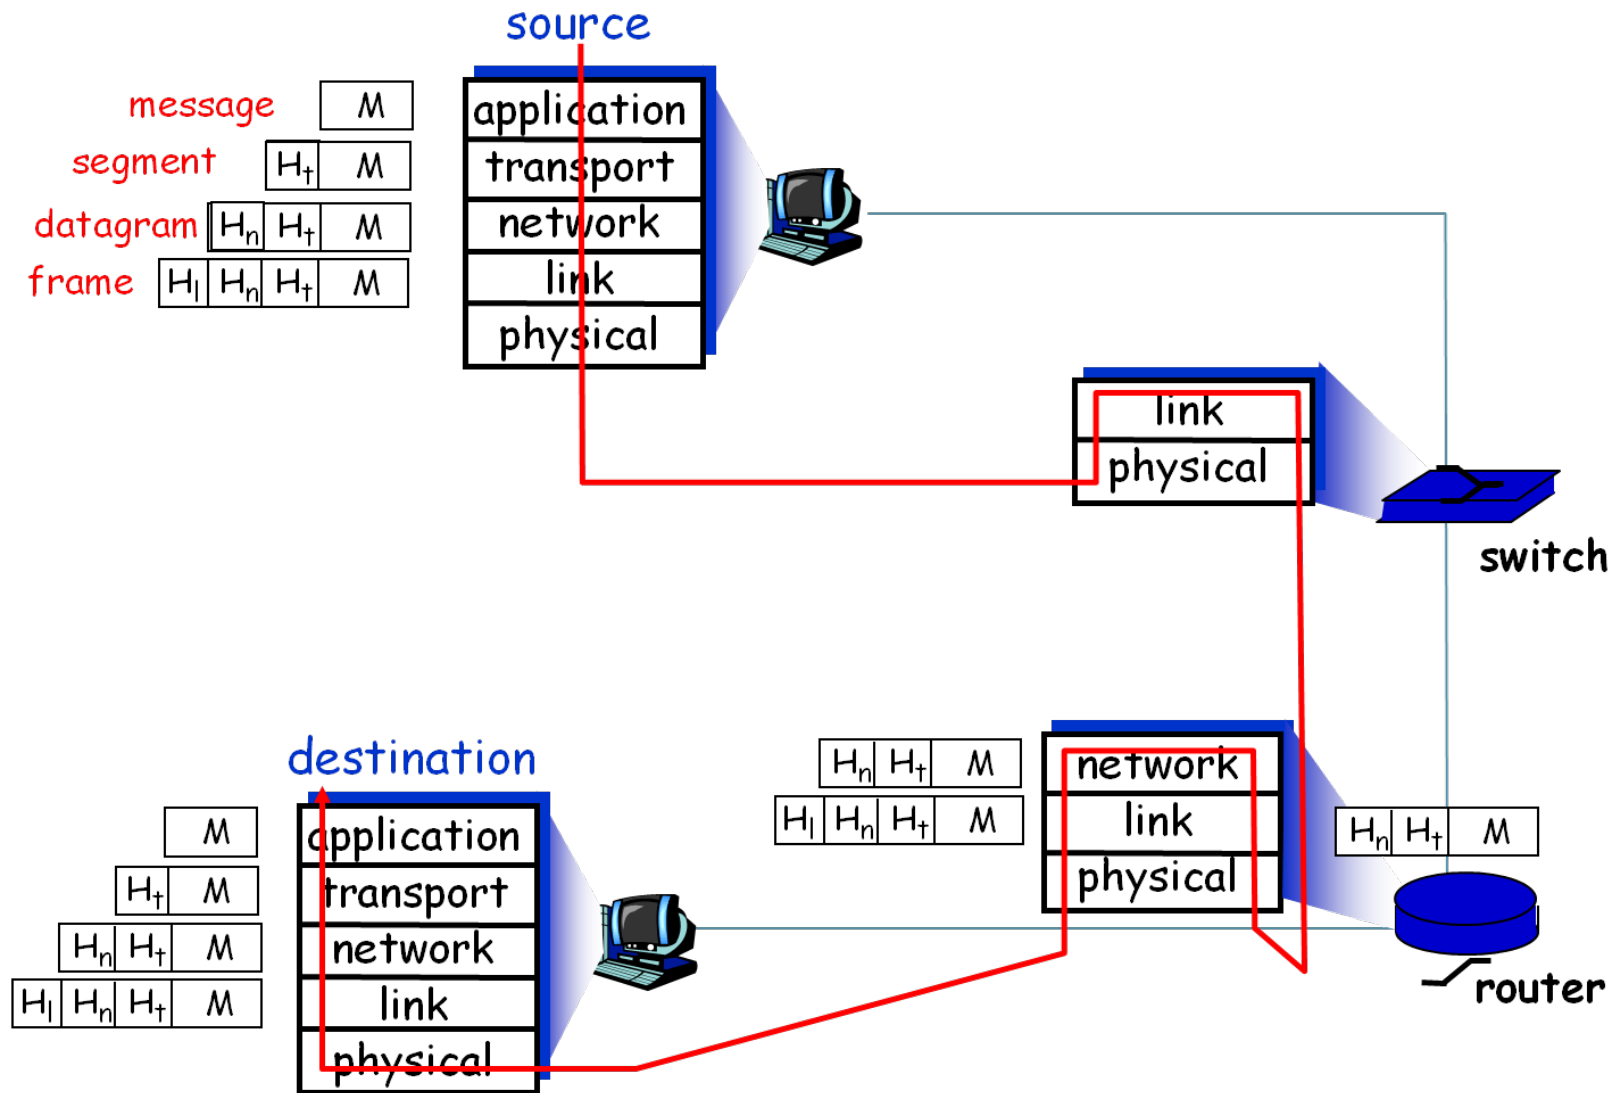 source
message M application
segment Ht M transport
datagram Hn Ht M network
frame Hl Hn Ht M link
physical
link
physical
switch
destination
Hn Ht M network
Hl Hn Ht M link
physical
Hn Ht M
router
M application
Ht M transport
Hn Ht M network
Hl Hn Ht M link
physical